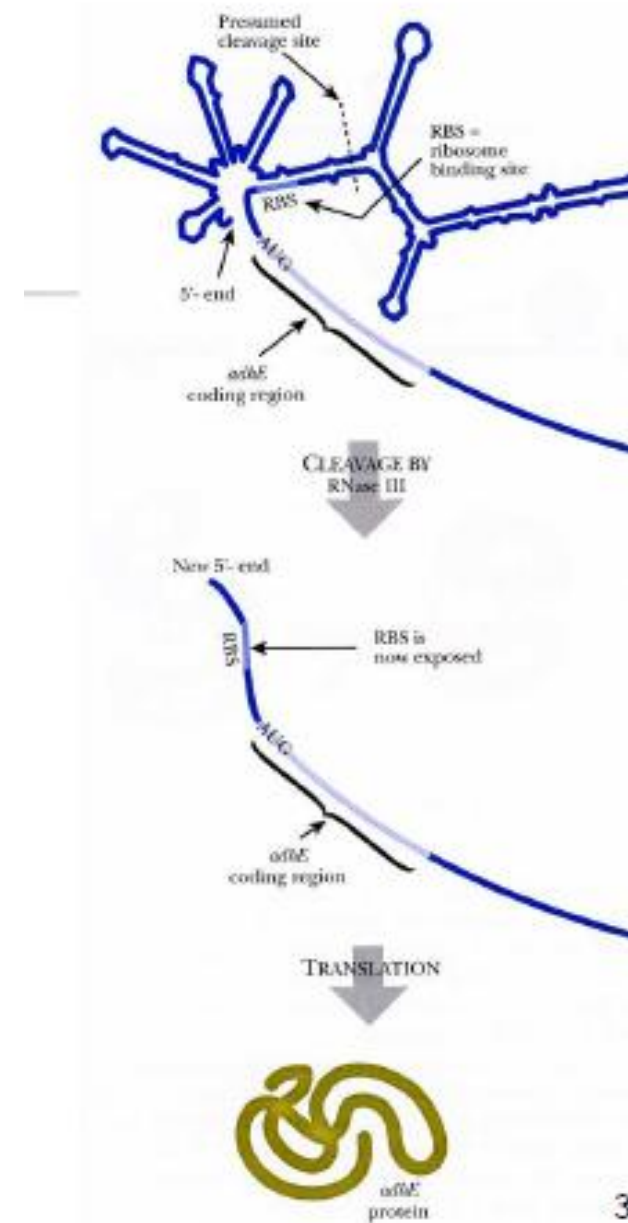 Presumed
cleavage site
RBS =
ribosome
binding site
RBS
AUG
5'- end
adhE
coding region
CLEAVAGE BY
RNase III
New 5'- end
RBS
RBS is
now exposed
AUG
adhE
coding region
TRANSLATION
adhE
protein
3